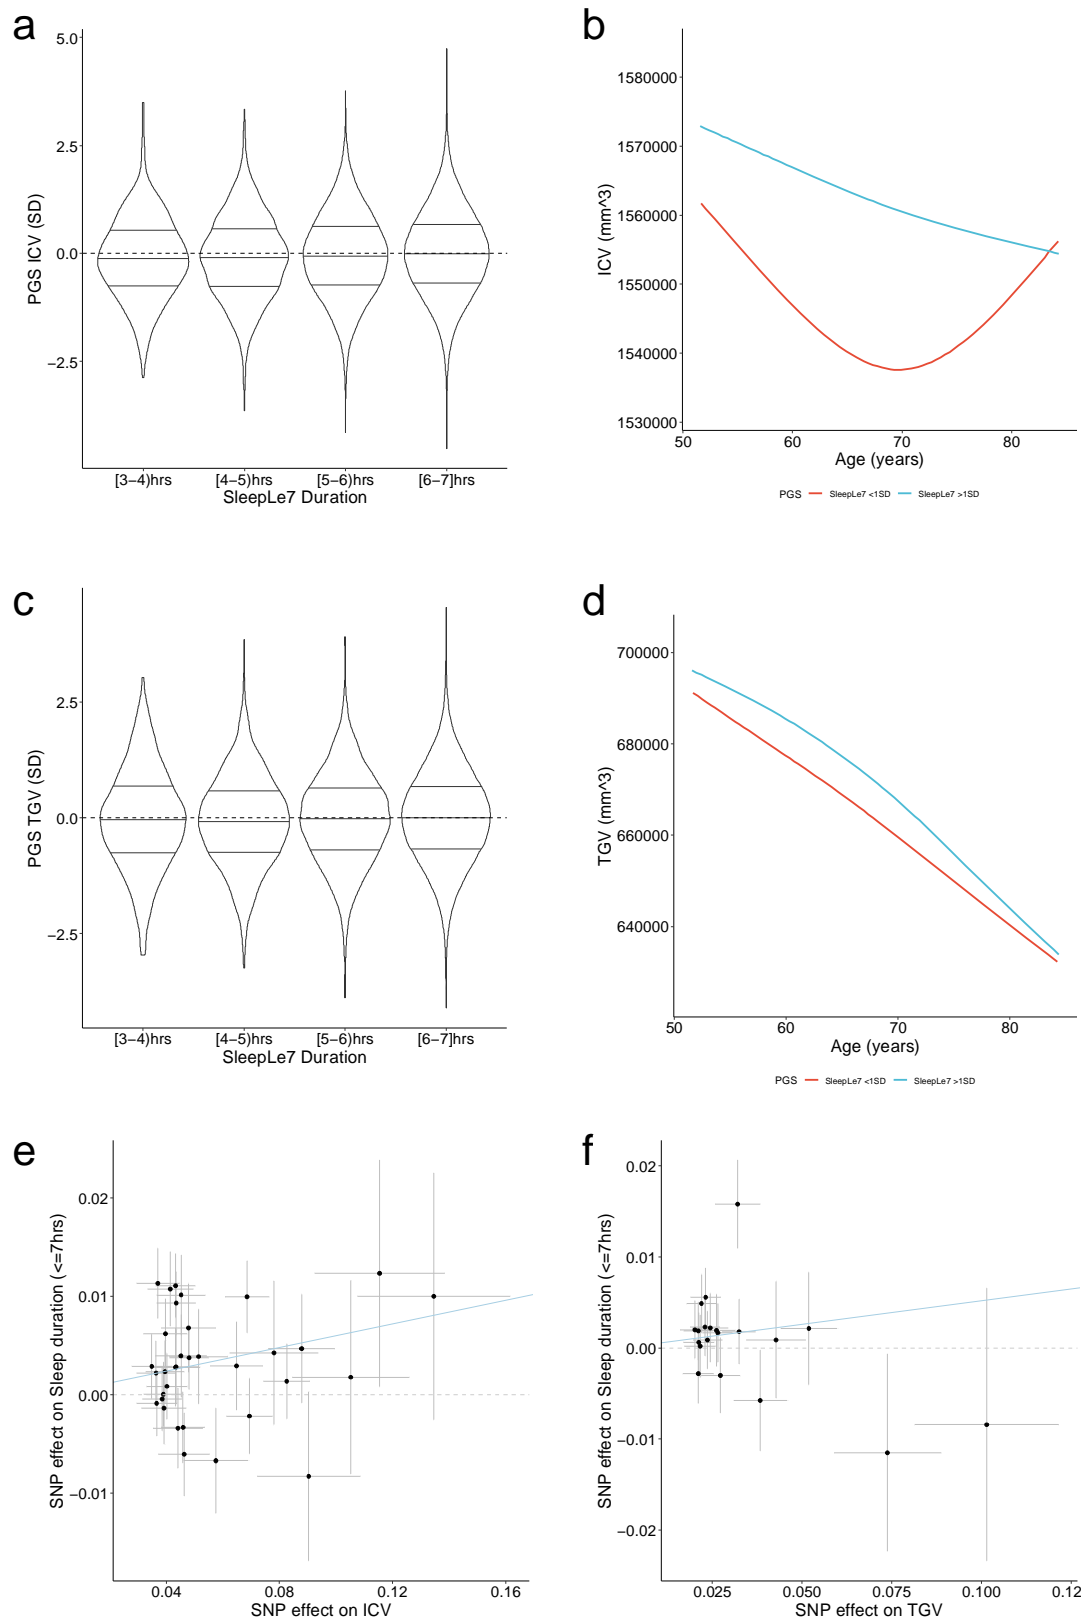 a
5.0
2.5
0.0
−2.5
PGS ICV (SD)
[3−4)hrs [4−5)hrs [5−6)hrs [6−7]hrs
SleepLe7 Duration
b
1580000
1570000
1560000
1550000
1540000
1530000
ICV (mm^3)
50 60 70 80
Age (years)
PGS SleepLe7 <1SD SleepLe7 >1SD
c
2.5
0.0
−2.5
PGS TGV (SD)
[3−4)hrs [4−5)hrs [5−6)hrs [6−7]hrs
SleepLe7 Duration
d
700000
680000
660000
640000
TGV (mm^3)
50 60 70 80
Age (years)
PGS SleepLe7 <1SD SleepLe7 >1SD
e
0.02
0.01
0.00
−0.01
SNP effect on Sleep duration (<=7hrs)
0.04 0.08 0.12 0.16
SNP effect on ICV
f
0.02
0.01
0.00
−0.01
−0.02
SNP effect on Sleep duration (<=7hrs)
0.025 0.050 0.075 0.100 0.12
SNP effect on TGV